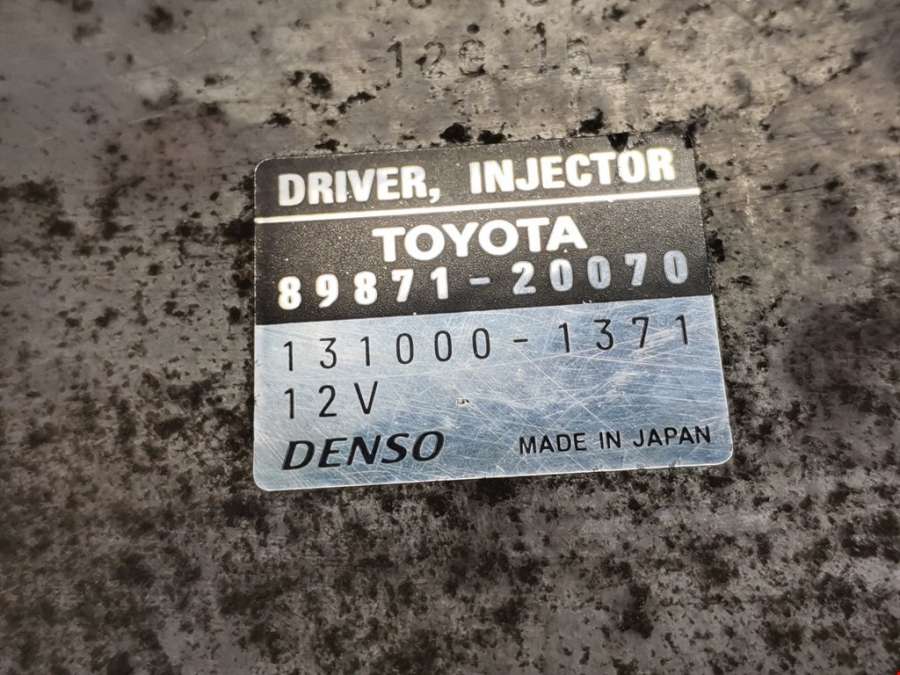 DRIVER, INJECTOR
TOYOTA
89871-20070
131000-1371
12V
DENSO MADE IN JAPAN